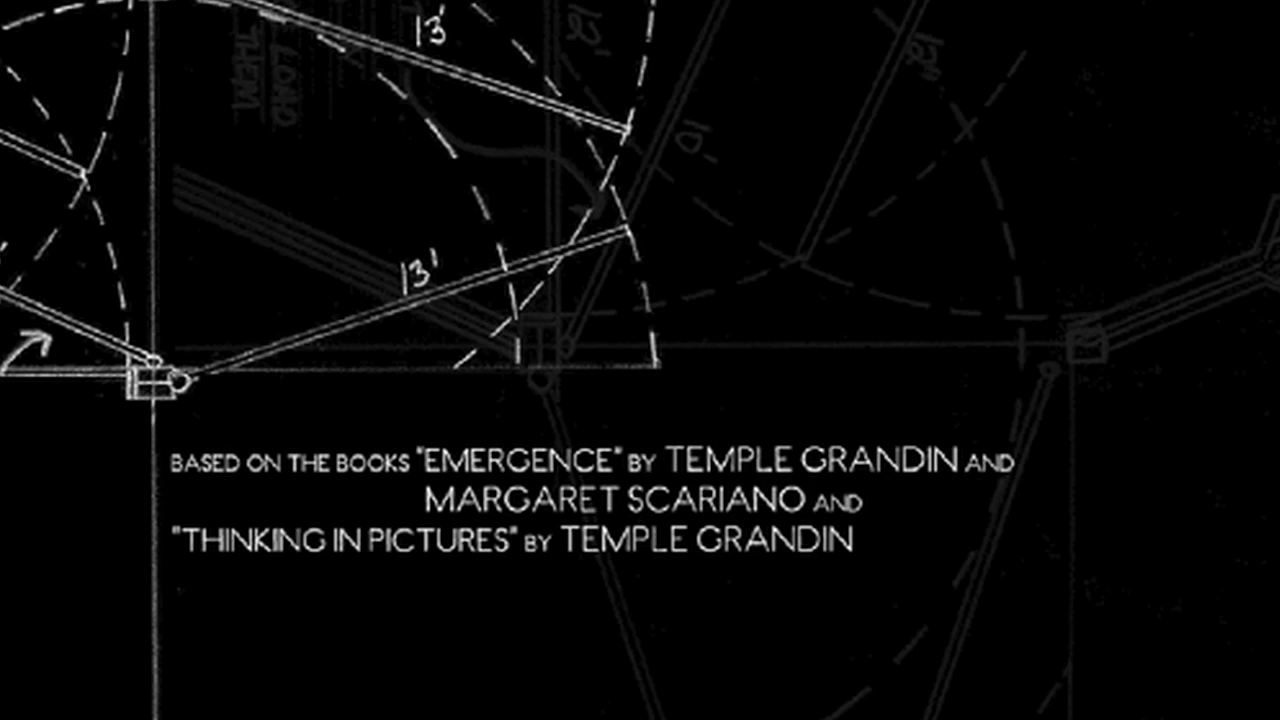 13'
13'
BASED ON THE BOOKS "EMERGENCE" BY TEMPLE GRANDIN AND
MARGARET SCARIANO AND
"THINKING IN PICTURES" BY TEMPLE GRANDIN